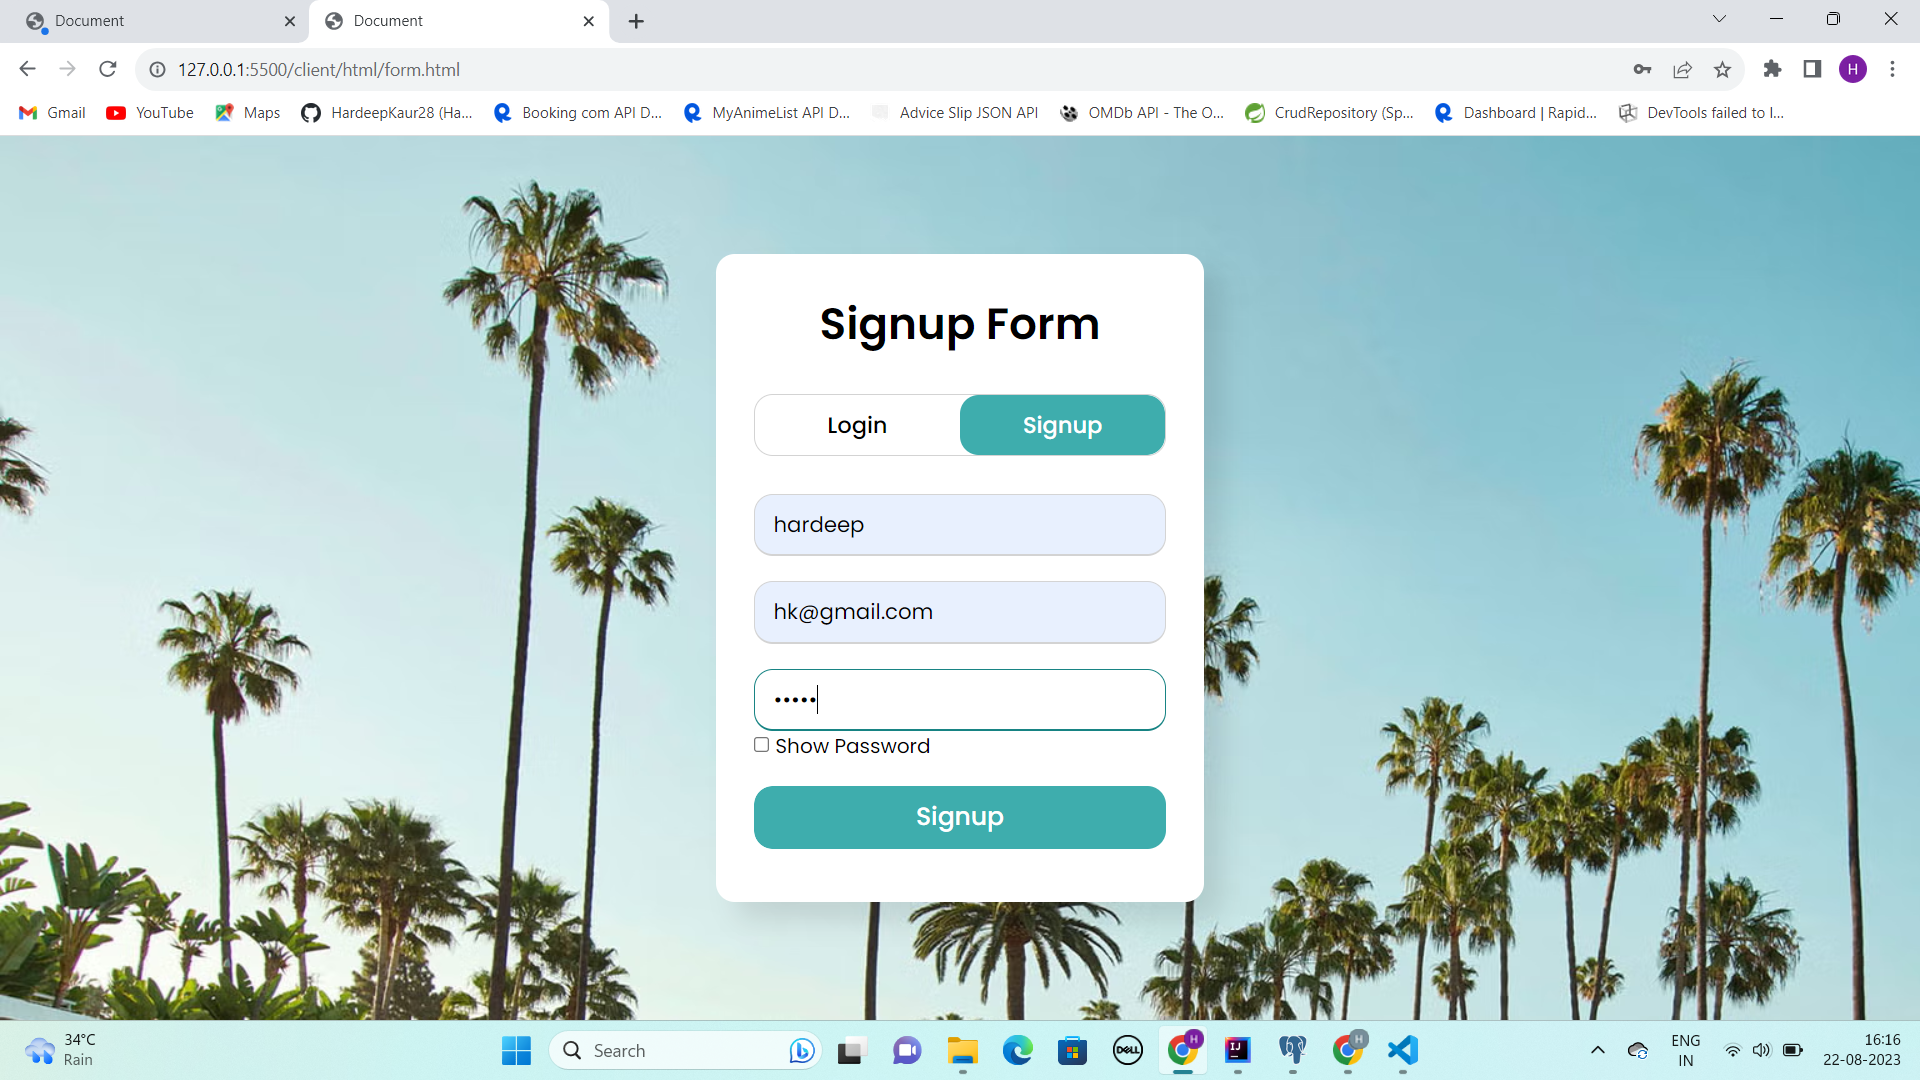 Document
Document
127.0.0.1:5500/client/html/form.html
H
Gmail
YouTube
Maps
HardeepKaur28 (Ha...
Booking com API D...
MyAnimeList API D...
Advice Slip JSON API
OMDb API - The O...
CrudRepository (Sp...
Dashboard | Rapid...
DevTools failed to l...
Signup Form
Login
Signup
hardeep
hk@gmail.com
•••••
Show Password
Signup
34°C
Rain
Search
DELL
H
IJ
H
ENG
IN
16:16
22-08-2023